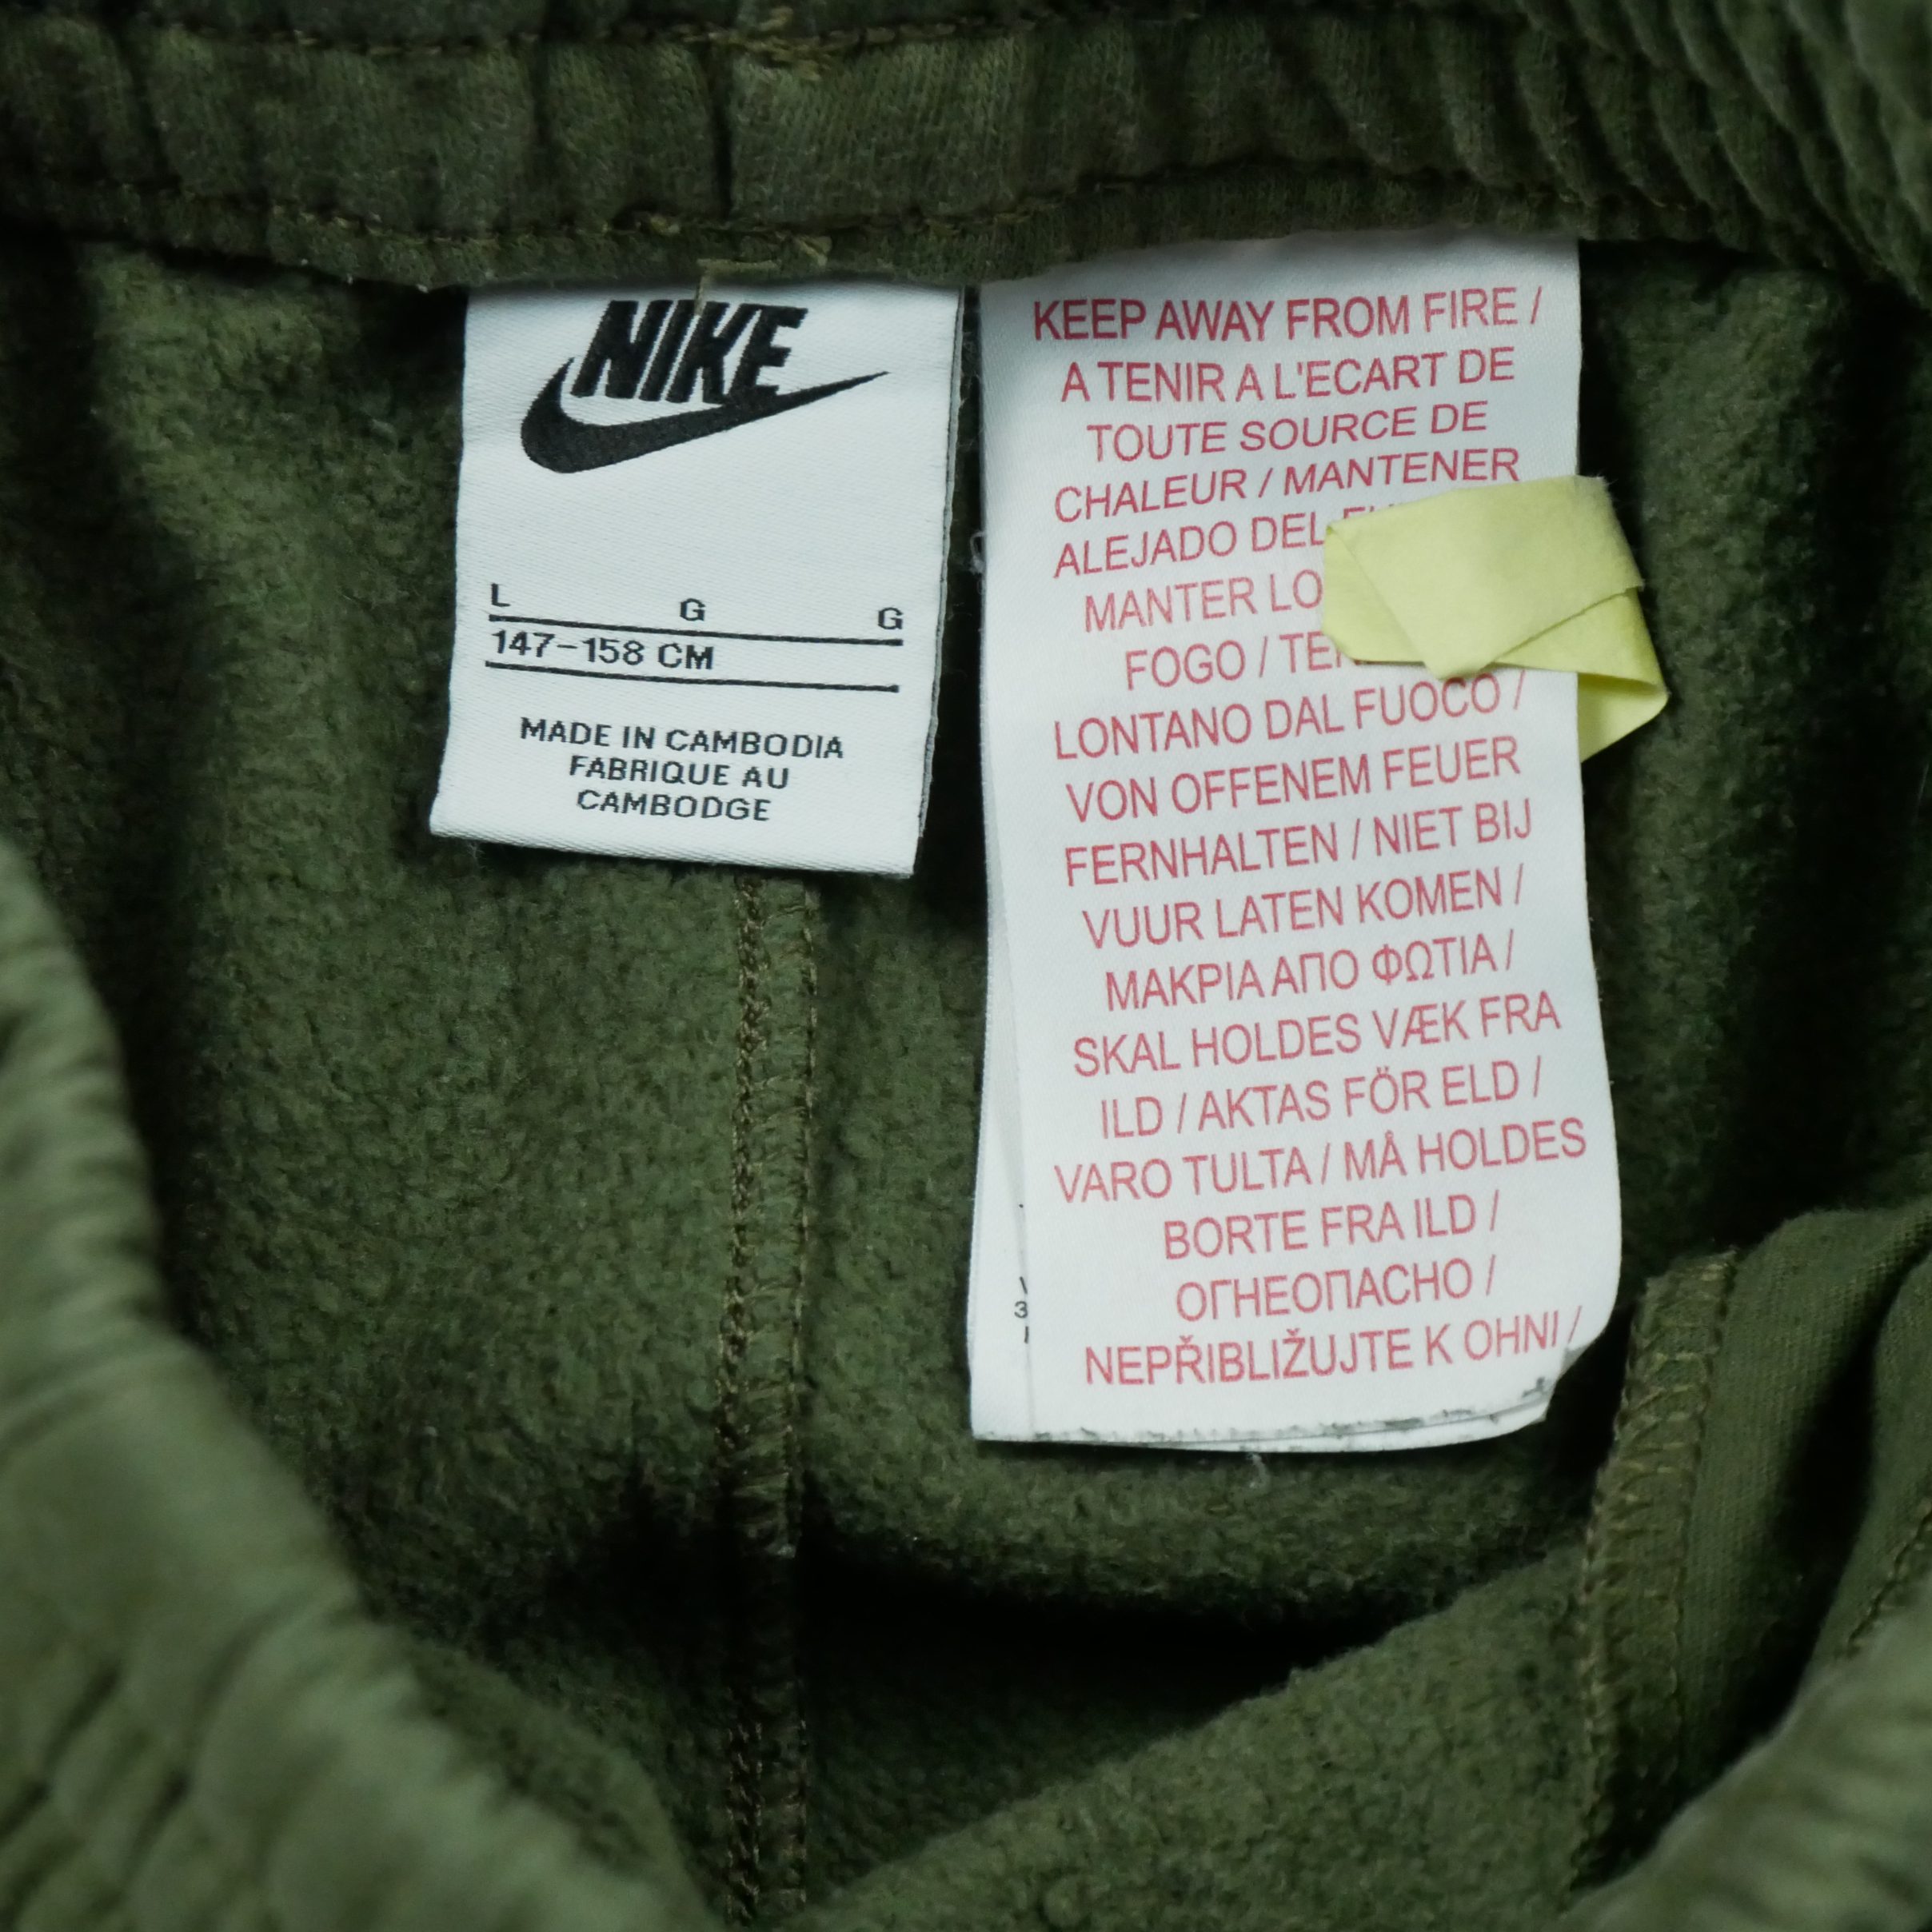 NIKE
L G G
147-158 CM
MADE IN CAMBODIA
FABRIQUE AU
CAMBODGE
KEEP AWAY FROM FIRE /
A TENIR A L'ECART DE
TOUTE SOURCE DE
CHALEUR / MANTENER
ALEJADO DEL
MANTER LO
FOGO /
LONTANO DAL FUOCO /
VON OFFENEM FEUER
FERNHALTEN / NIET BIJ
VUUR LATEN KOMEN /
ΜΑΚΡΙΑ ΑΠΟ ΦΩΤΙΑ /
SKAL HOLDES VÆK FRA
ILD / AKTAS FÖR ELD /
VARO TULTA / MÅ HOLDES
BORTE FRA ILD /
ОГНЕОПАСНО /
NEPŘIBLIŽUJTE K OHNI /